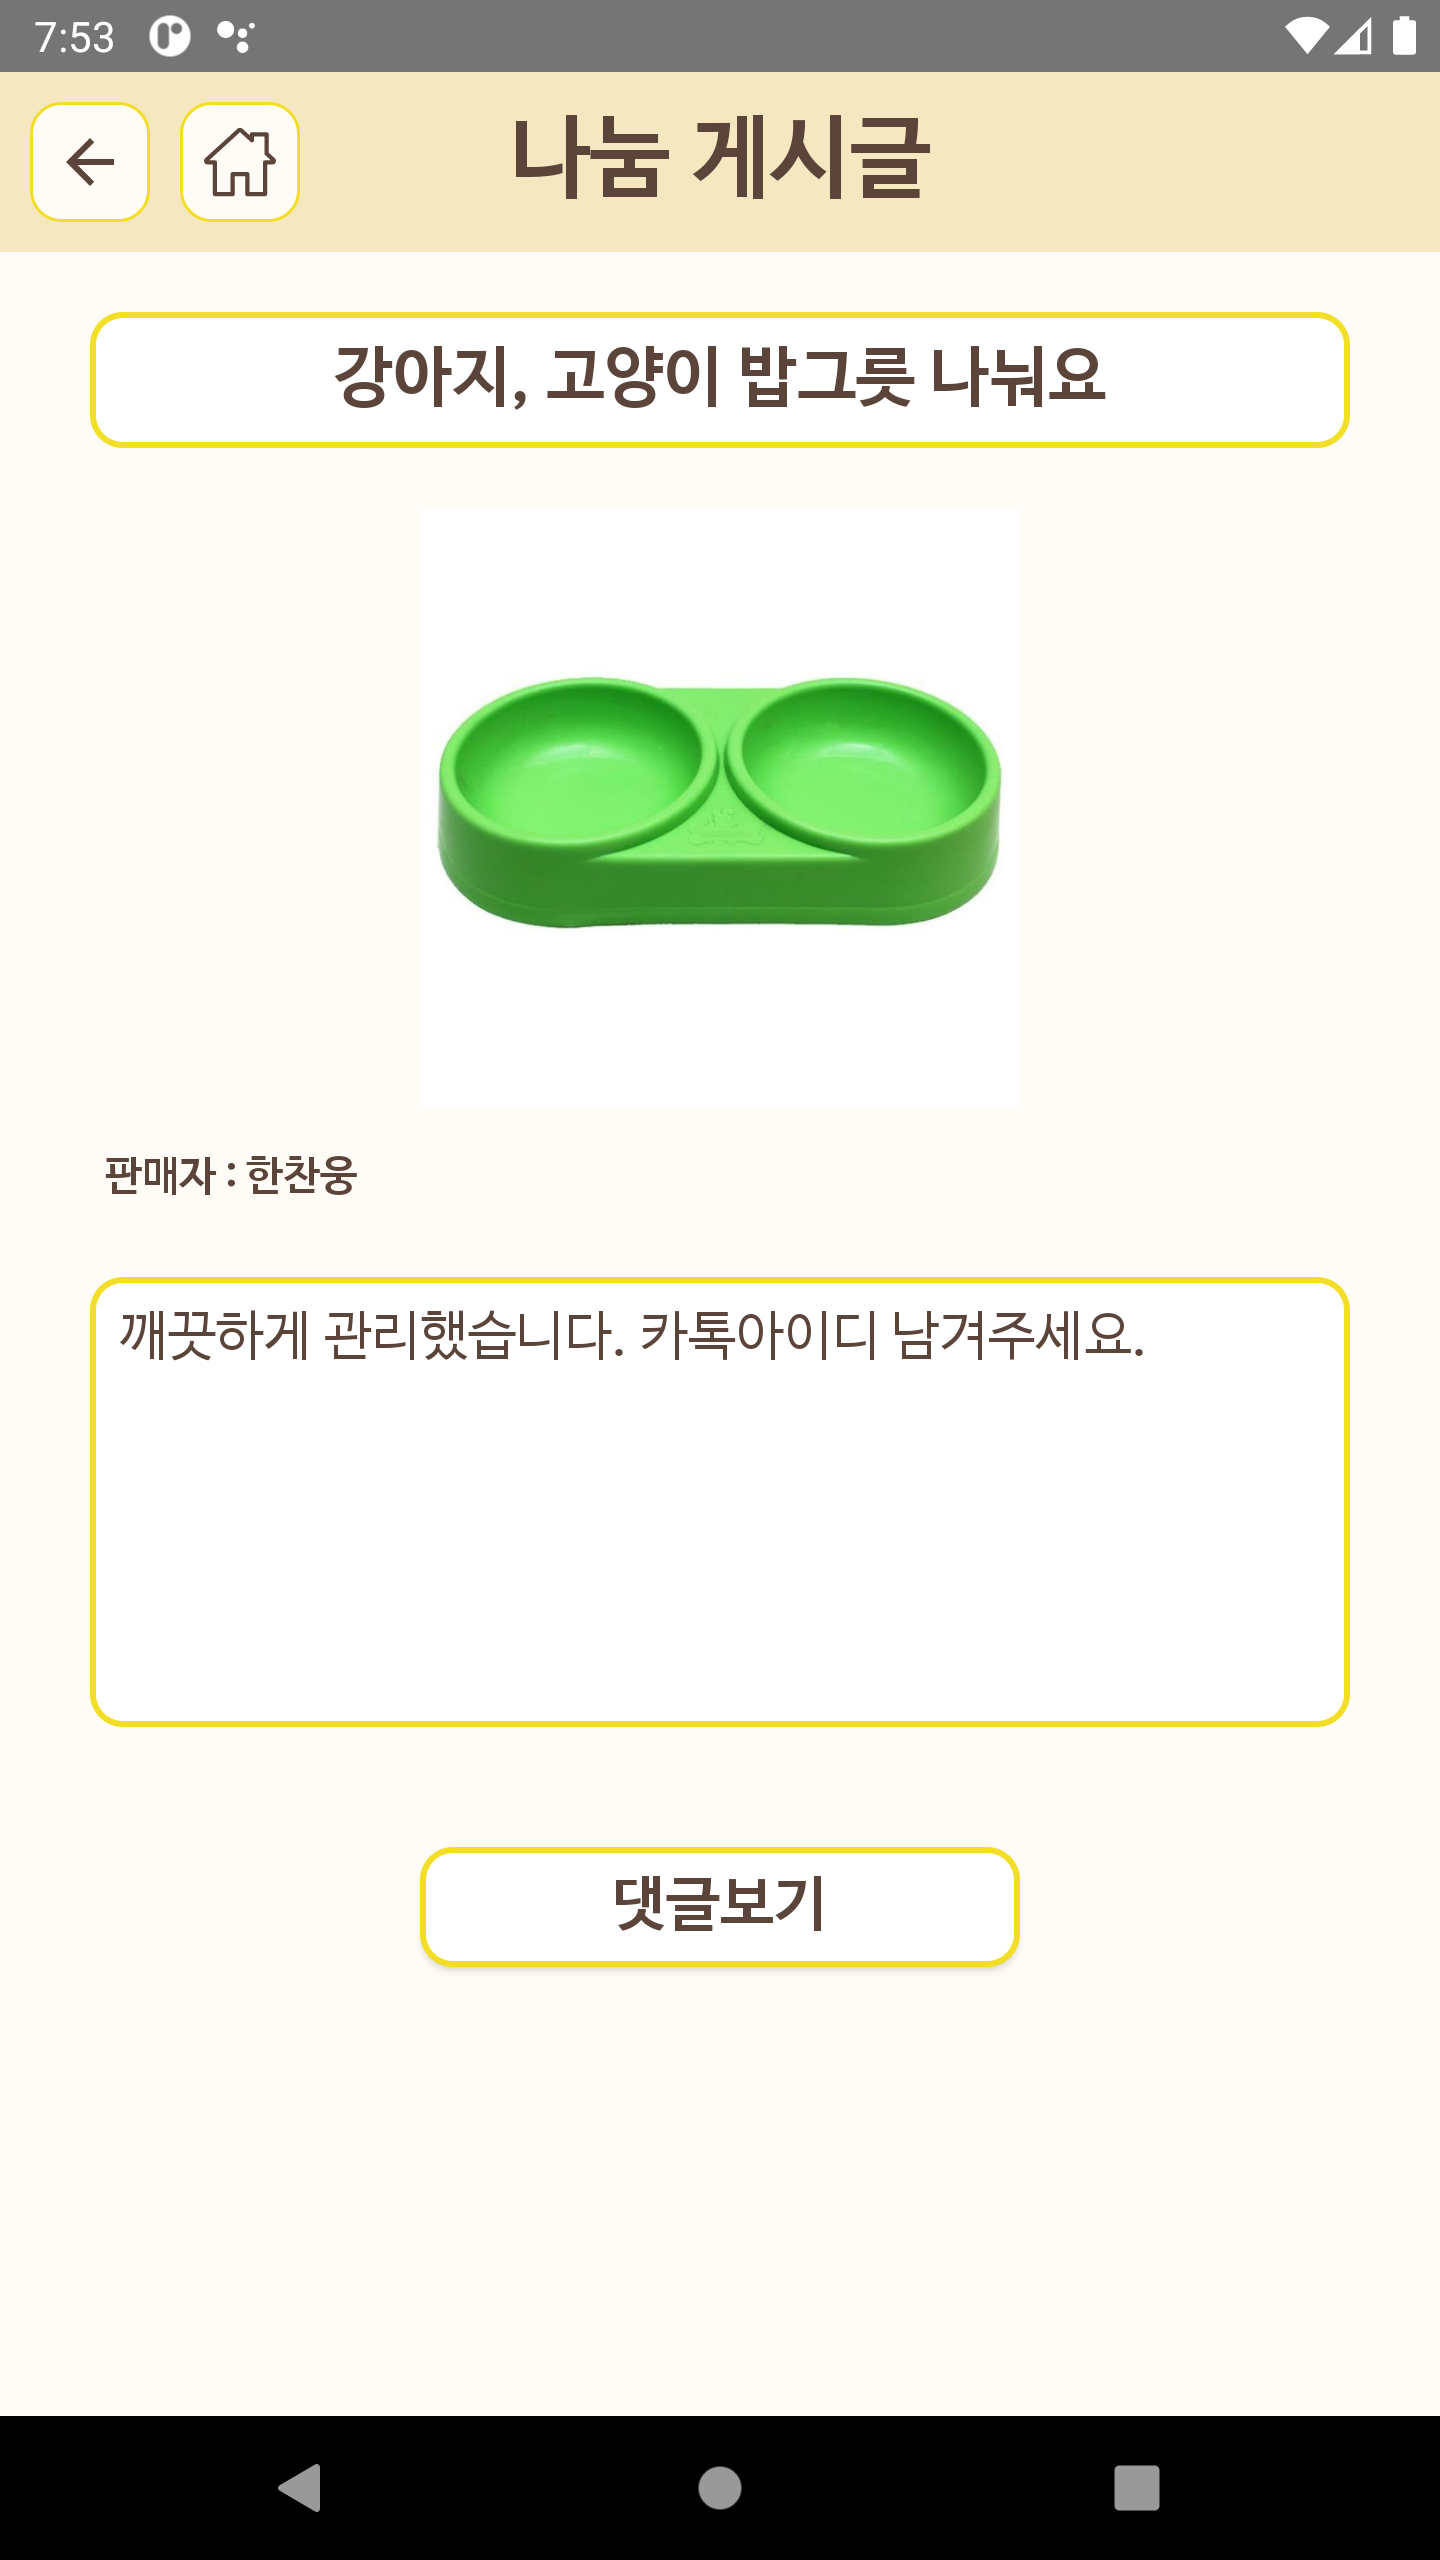 7:53
나눔 게시글
강아지, 고양이 밥그릇 나눠요
판매자 : 한찬웅
깨끗하게 관리했습니다. 카톡아이디 남겨주세요.
댓글보기